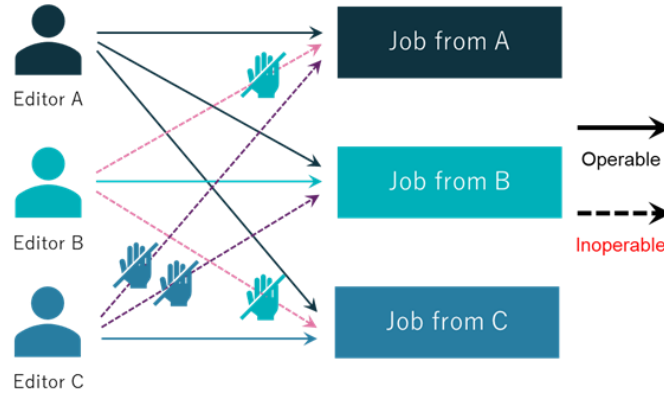 Editor A
Job from A
Operable
Editor B
Job from B
Inoperable
Editor C
Job from C